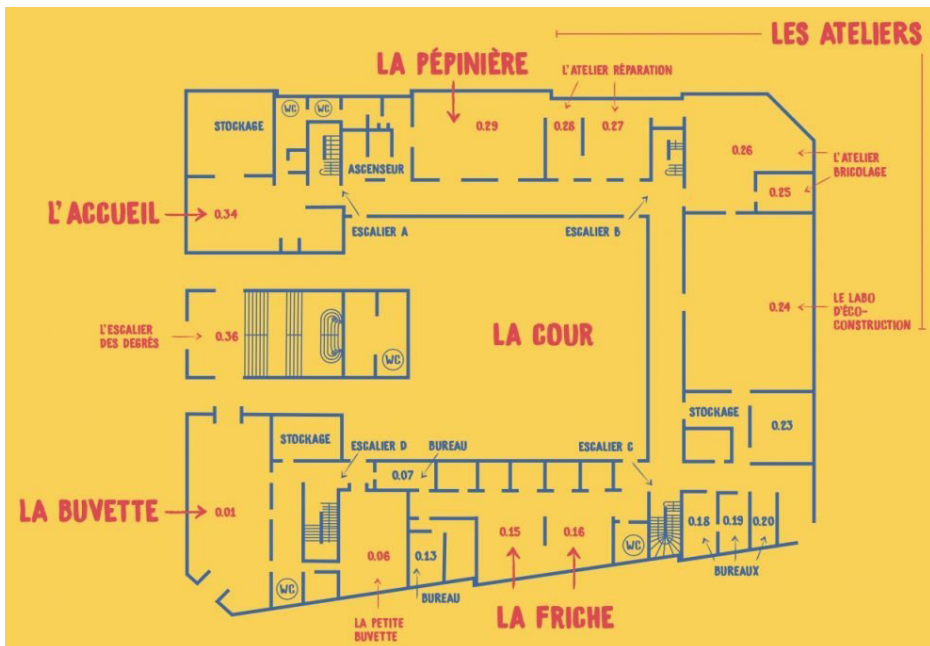 LES ATELIERS
LA PÉPINIÈRE
L'ATELIER RÉPARATION
WC
WC
STOCKAGE
0.29
0.28
0.27
0.26
L'ATELIER
BRICOLAGE
ASCENSEUR
0.25
L'ACCUEIL
0.34
ESCALIER A
ESCALIER B
0.24
LE LABO
D'ÉCO-
CONSTRUCTION
L'ESCALIER
DES DEGRÉS
0.36
LA COUR
WC
STOCKAGE
0.23
STOCKAGE
ESCALIER D
BUREAU
ESCALIER C
0.07
LA BUVETTE
0.01
0.15
0.16
0.18
0.19
0.20
0.06
0.13
WC
BUREAUX
WC
BUREAU
LA FRICHE
LA PETITE
BUVETTE